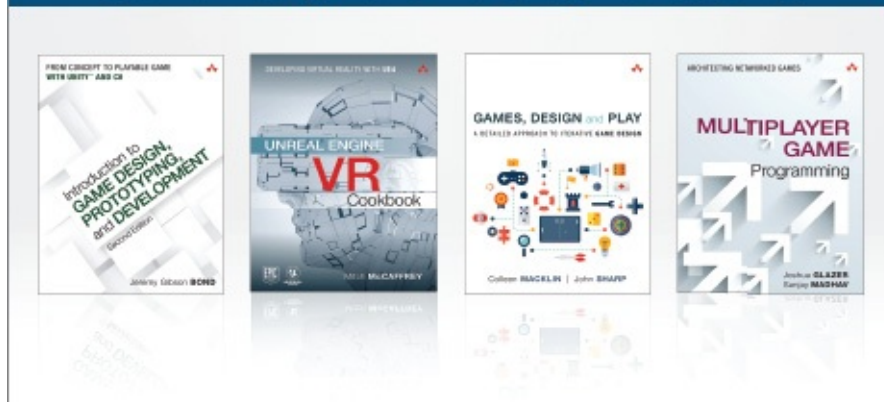 FROM CONCEPT TO PLAYABLE GAME
WITH UNITY™ AND C#
Introduction to
GAME DESIGN,
PROTOTYPING,
and DEVELOPMENT
Second Edition
Jeremy Gibson BOND
DEVELOPING VIRTUAL REALITY WITH UE4
UNREAL ENGINE
VR
Cookbook
McCAFFREY
GAMES, DESIGN and PLAY
A DETAILED APPROACH TO ITERATIVE GAME DESIGN
Colleen MACKLIN | John SHARP
ARCHITECTING NETWORKED GAMES
MULTIPLAYER
GAME
Programming
Joshua GLAZER
Sanjay MADHAV